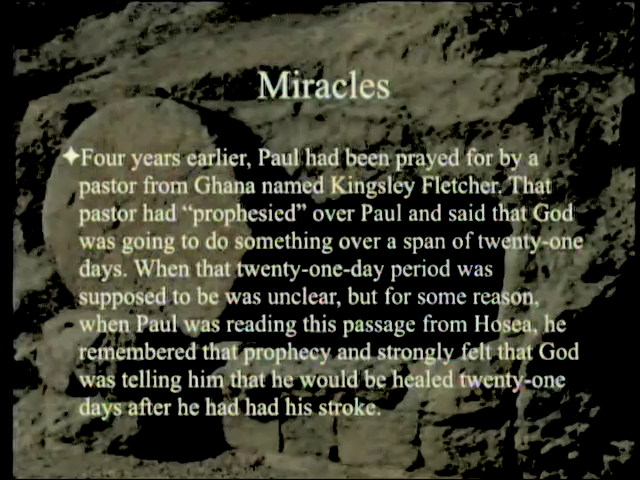 Miracles
✦Four years earlier, Paul had been prayed for by a
pastor from Ghana named Kingsley Fletcher. That
pastor had “prophesied” over Paul and said that God
was going to do something over a span of twenty-one
days. When that twenty-one-day period was
supposed to be was unclear, but for some reason,
when Paul was reading this passage from Hosea, he
remembered that prophecy and strongly felt that God
was telling him that he would be healed twenty-one
days after he had had his stroke.